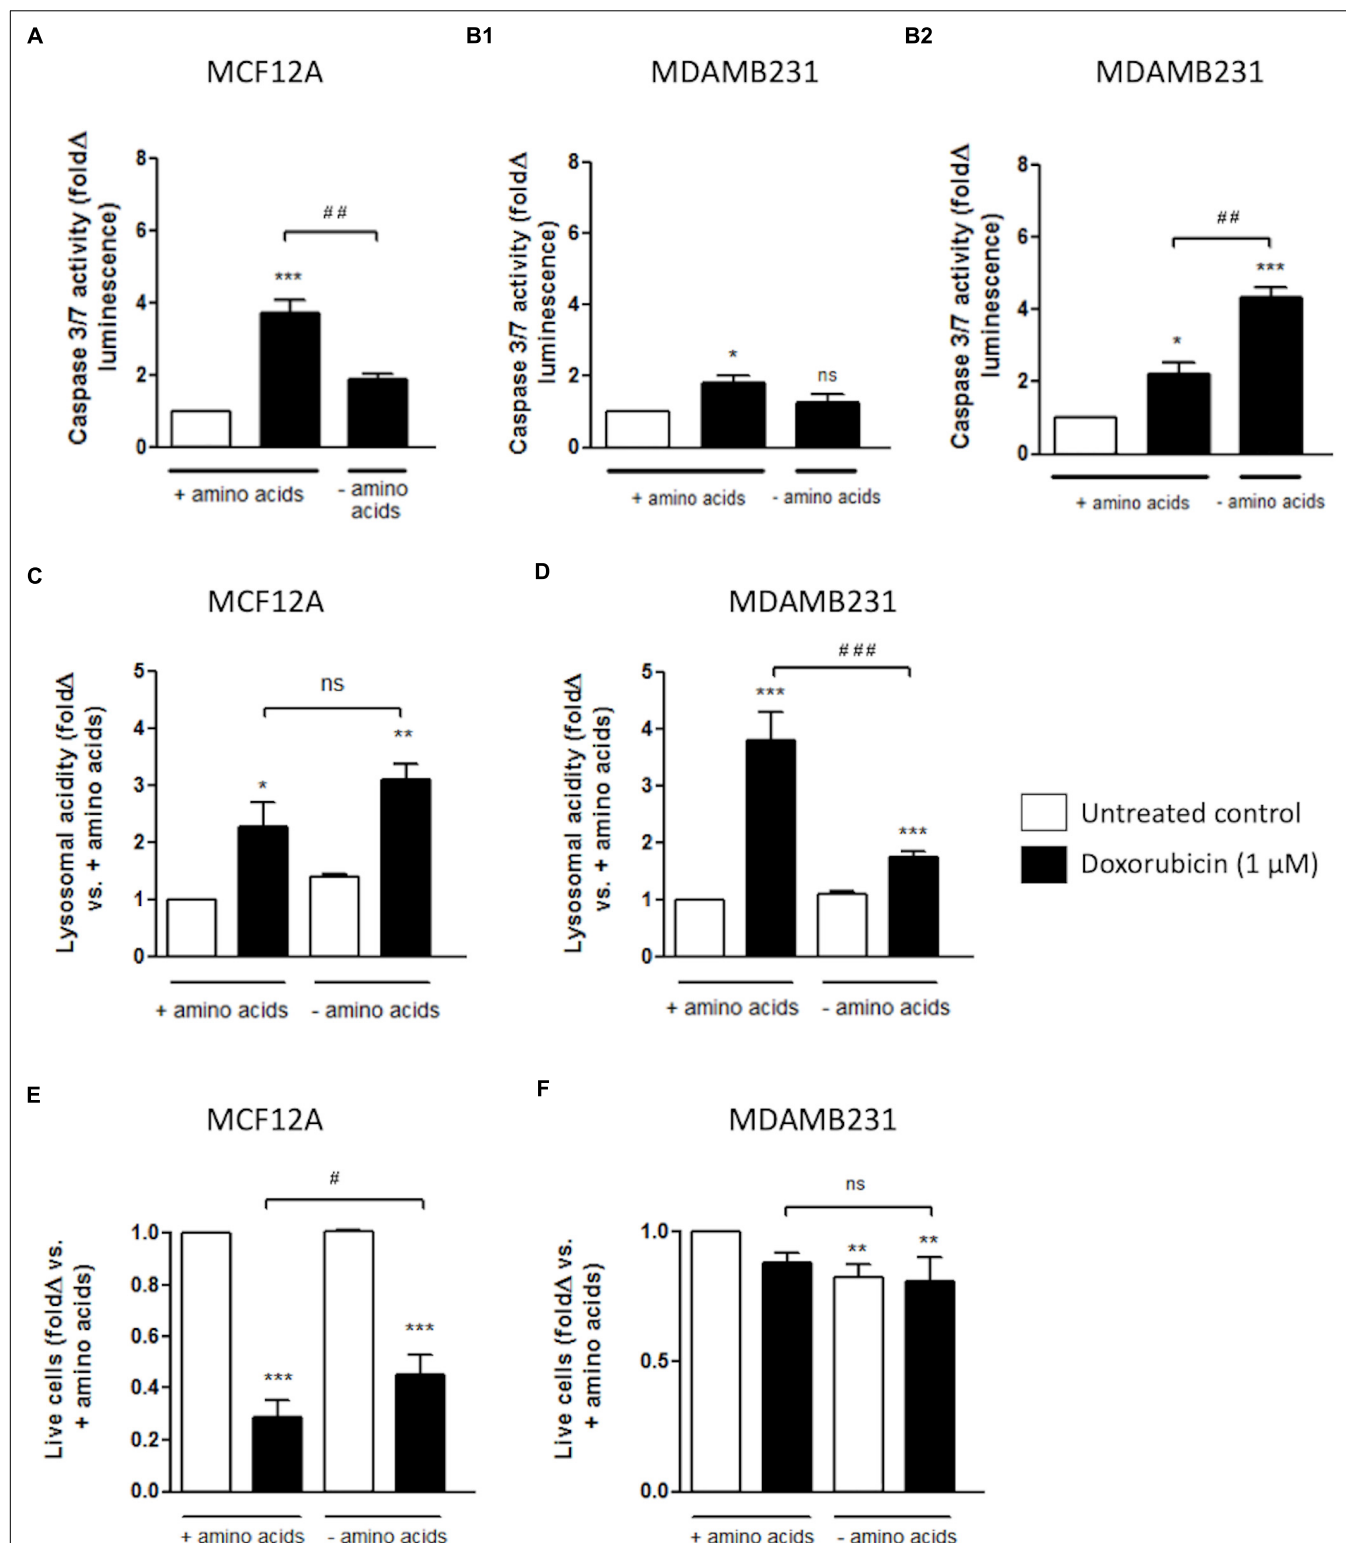 A
MCF12A
Caspase 3/7 activity (foldΔ
luminescence)
8
6
4
2
0
##
***
+ amino acids
- amino
acids
B1
MDAMB231
Caspase 3/7 activity (foldΔ
luminescence)
8
6
4
2
0
*
ns
+ amino acids
- amino acids
B2
MDAMB231
Caspase 3/7 activity (foldΔ
luminescence)
8
6
4
2
0
##
*
***
+ amino acids
- amino acids
C
MCF12A
Lysosomal acidity (foldΔ
vs. + amino acids)
5
4
3
2
1
0
ns
*
**
+ amino acids
- amino acids
D
MDAMB231
Lysosomal acidity (foldΔ
vs. + amino acids)
5
4
3
2
1
0
###
***
***
+ amino acids
- amino acids
Untreated control
Doxorubicin (1 µM)
E
MCF12A
Live cells (foldΔ vs.
+ amino acids)
1.0
0.8
0.6
0.4
0.2
0.0
#
***
***
+ amino acids
- amino acids
F
MDAMB231
Live cells (foldΔ vs.
+ amino acids)
1.0
0.5
0.0
ns
**
**
+ amino acids
- amino acids